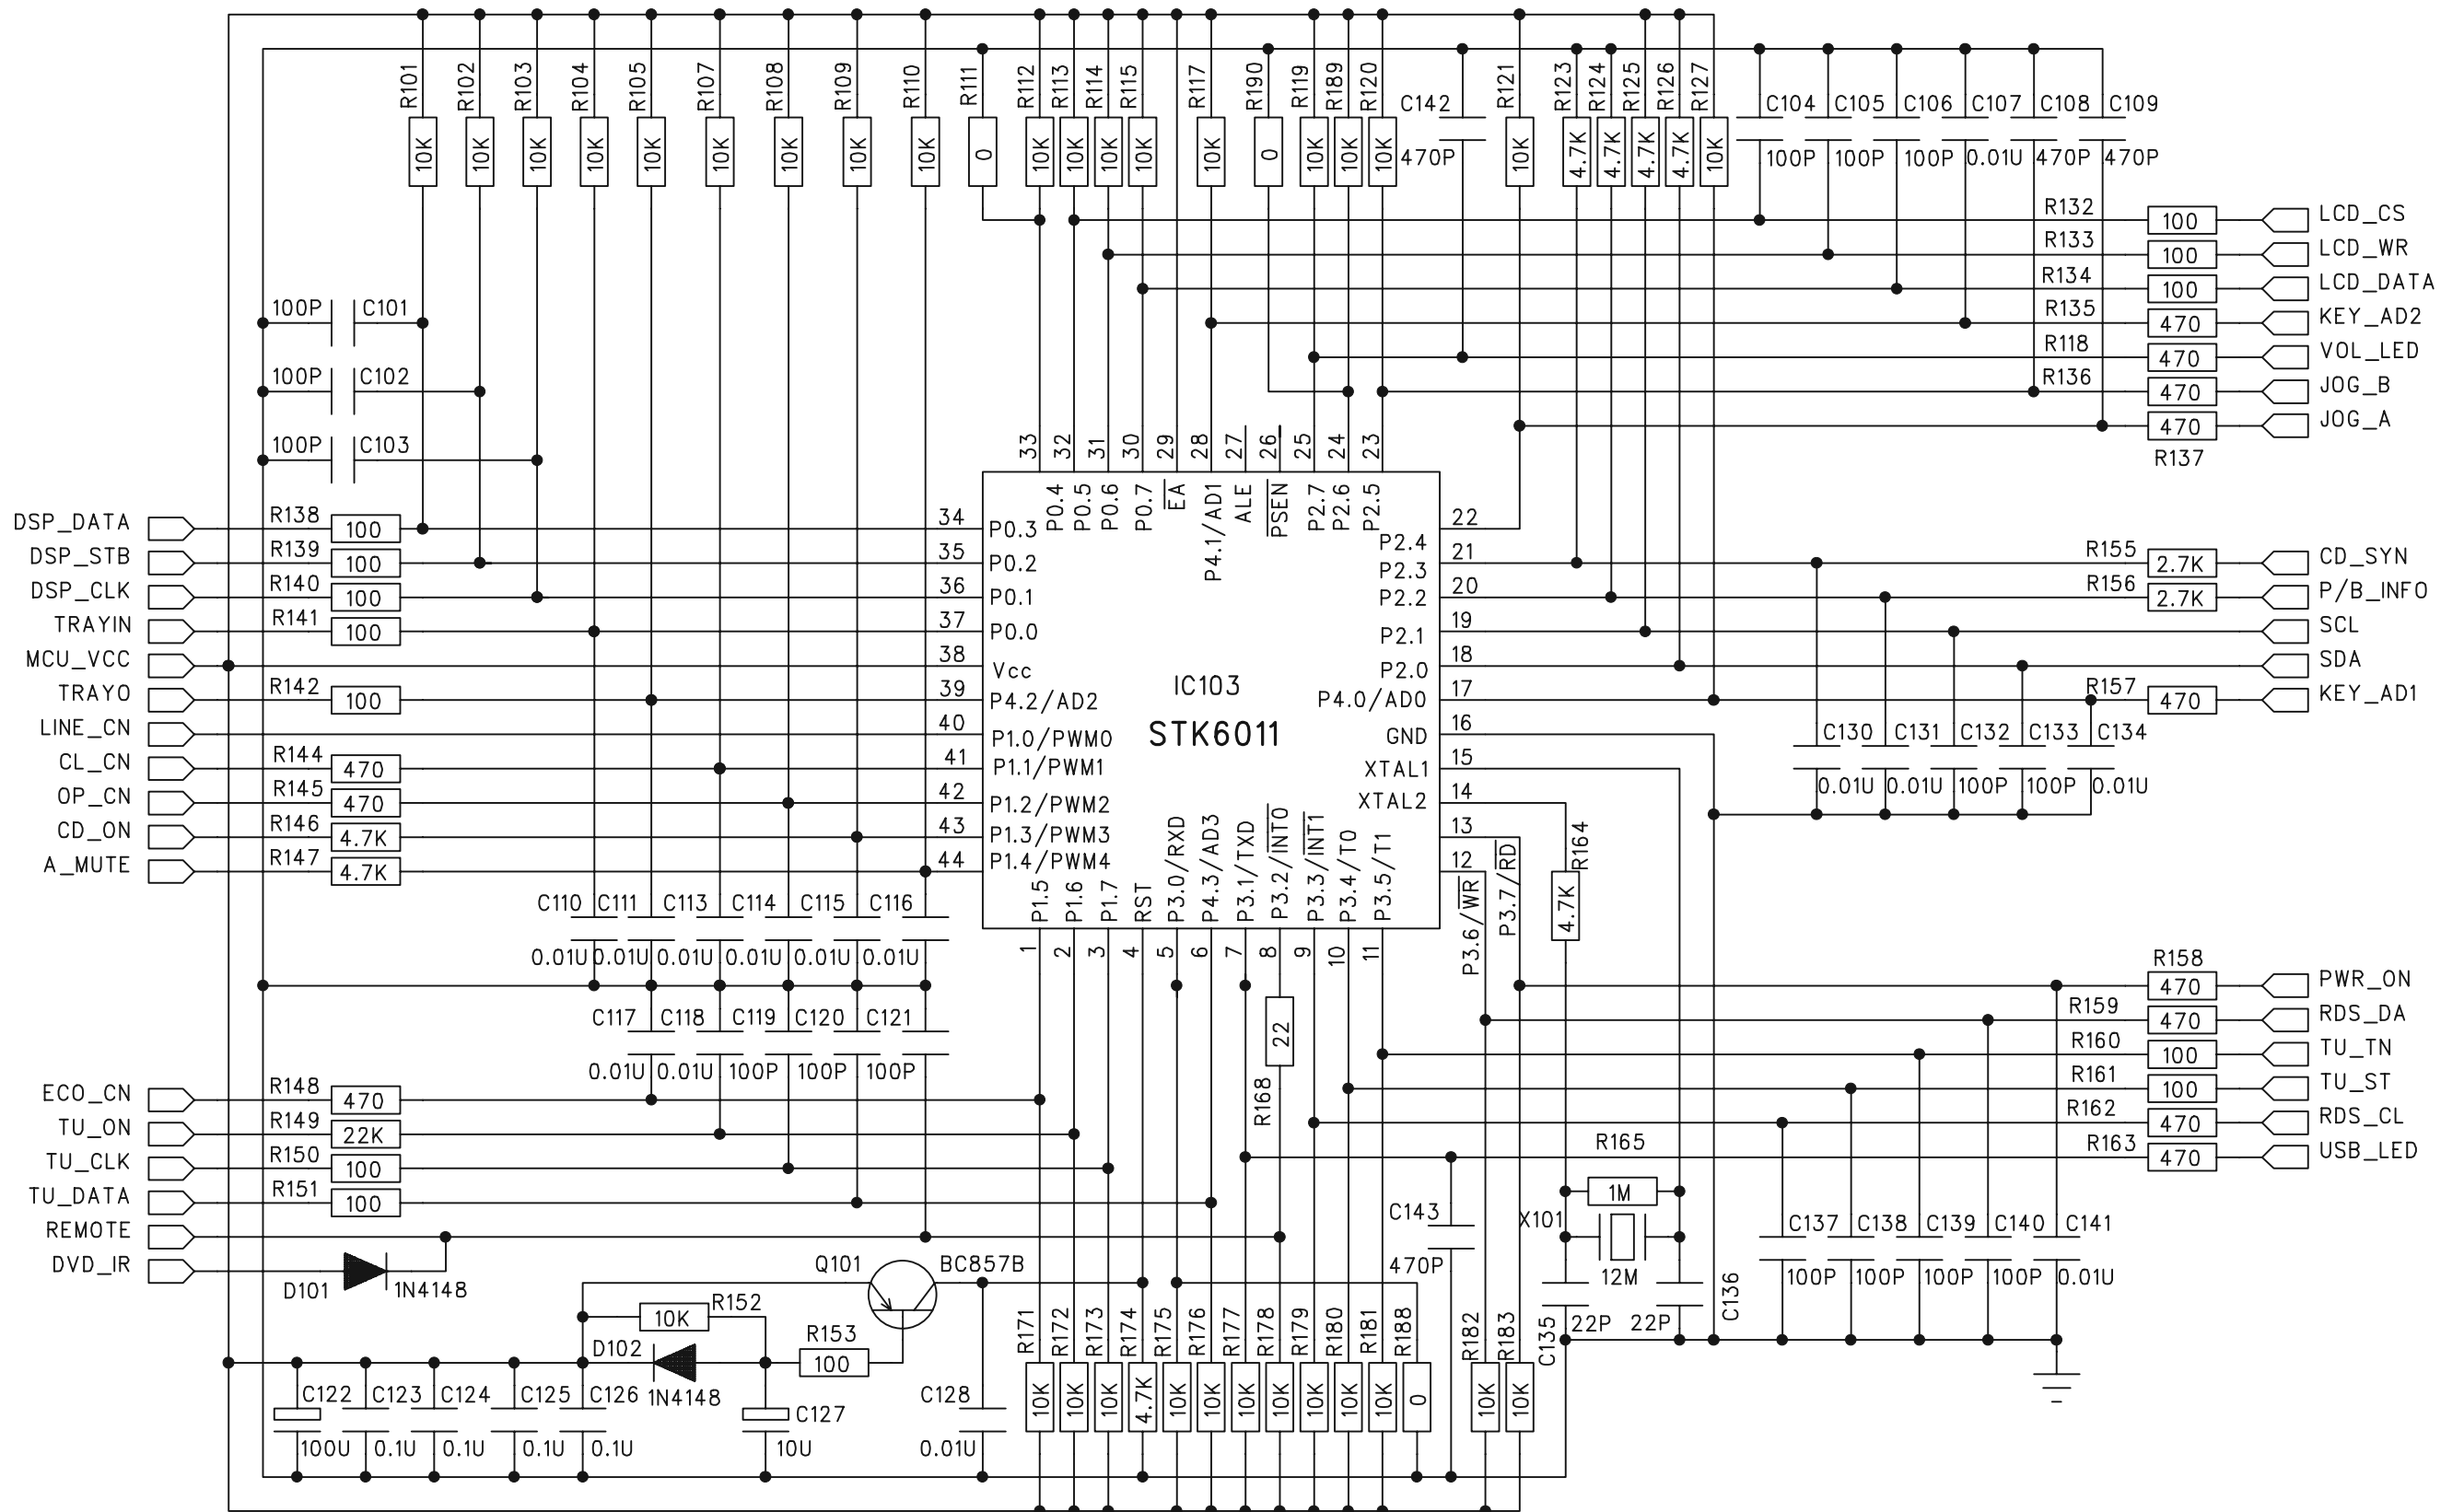 R101
R102
R103
R104
R105
R107
R108
R109
R110
R111
R112
R113
R114
R115
R117
R190
R119
R189
R120
C142
R121
R123
R124
R125
R126
R127
C104
C105
C106
C107
C108
C109
10K
10K
10K
10K
10K
10K
10K
10K
10K
0
10K
10K
10K
10K
10K
0
10K
10K
10K
470P
10K
4.7K
4.7K
4.7K
4.7K
10K
100P
100P
100P
0.01U
470P
470P
R132 100 LCD_CS
R133 100 LCD_WR
R134 100 LCD_DATA
R135 470 KEY_AD2
R118 470 VOL_LED
R136 470 JOG_B
470 JOG_A
R137
100P C101
100P C102
100P C103
33
32
31
30
29
28
27
26
25
24
23
P0.4
P0.5
P0.6
P0.7
EA
P4.1/AD1
ALE
PSEN
P2.7
P2.6
P2.5
DSP_DATA R138 100 34 P0.3
DSP_STB R139 100 35 P0.2
DSP_CLK R140 100 36 P0.1
TRAYIN R141 100 37 P0.0
MCU_VCC 38 Vcc
TRAYO R142 100 39 P4.2/AD2
LINE_CN 40 P1.0/PWM0
CL_CN R144 470 41 P1.1/PWM1
OP_CN R145 470 42 P1.2/PWM2
CD_ON R146 4.7K 43 P1.3/PWM3
A_MUTE R147 4.7K 44 P1.4/PWM4
IC103
STK6011
P2.4 22
P2.3 21 R155 2.7K CD_SYN
P2.2 20 R156 2.7K P/B_INFO
P2.1 19 SCL
P2.0 18 SDA
P4.0/AD0 17 R157 470 KEY_AD1
GND 16
XTAL1 15
XTAL2 14
13 P3.7/RD
12 P3.6/WR
C130 C131 C132 C133 C134
0.01U 0.01U 100P 100P 0.01U
R164
4.7K
P1.5
P1.6
P1.7
RST
P3.0/RXD
P4.3/AD3
P3.1/TXD
P3.2/INT0
P3.3/INT1
P3.4/T0
P3.5/T1
1
2
3
4
5
6
7
8
9
10
11
C110 C111 C113 C114 C115 C116
0.01U 0.01U 0.01U 0.01U 0.01U 0.01U
C117 C118 C119 C120 C121
0.01U 0.01U 100P 100P 100P
22
R168
R158
470 PWR_ON
R159 470 RDS_DA
R160 100 TU_TN
R161 100 TU_ST
R162 470 RDS_CL
R163 470 USB_LED
ECO_CN R148 470
TU_ON R149 22K
TU_CLK R150 100
TU_DATA R151 100
REMOTE
DVD_IR
D101 1N4148
Q101 BC857B
R152
10K
D102
1N4148
R153
100
C143
470P
R165
1M
X101
12M
C135
22P
22P
C136
C137 C138 C139 C140 C141
100P 100P 100P 100P 0.01U
C122 C123 C124 C125 C126 C127 C128
100U 0.1U 0.1U 0.1U 0.1U 10U 0.01U
R171
R172
R173
R174
R175
R176
R177
R178
R179
R180
R181
R188
R182
R183
10K
10K
10K
4.7K
10K
10K
10K
10K
10K
10K
10K
0
10K
10K